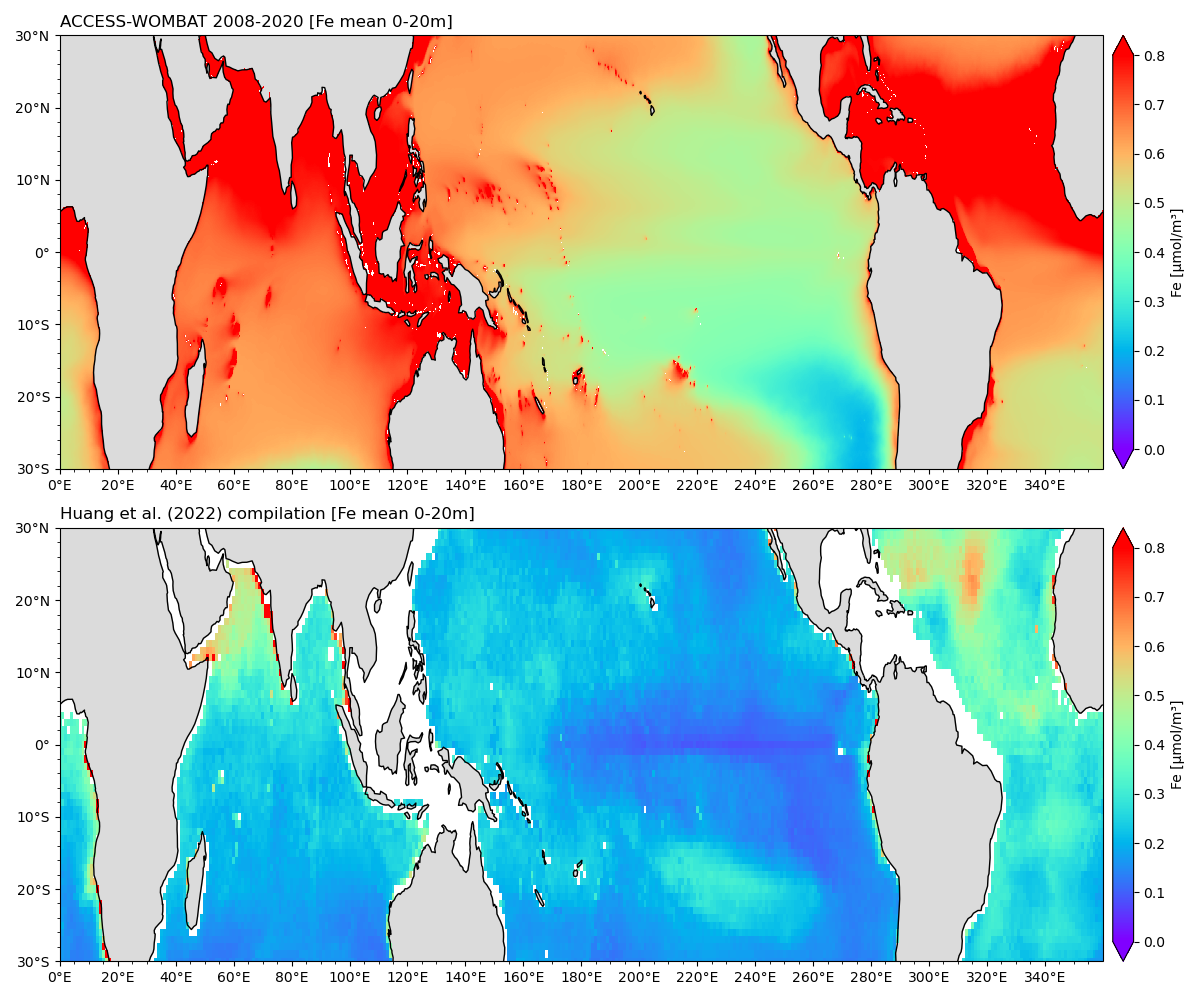 ACCESS-WOMBAT 2008-2020 [Fe mean 0-20m]
30°N
20°N
10°N
0°
10°S
20°S
30°S
0°E 20°E 40°E 60°E 80°E 100°E 120°E 140°E 160°E 180°E 200°E 220°E 240°E 260°E 280°E 300°E 320°E 340°E
0.8
0.7
0.6
0.5
0.4
0.3
0.2
0.1
0.0
Fe [μmol/m³]
Huang et al. (2022) compilation [Fe mean 0-20m]
30°N
20°N
10°N
0°
10°S
20°S
30°S
0°E 20°E 40°E 60°E 80°E 100°E 120°E 140°E 160°E 180°E 200°E 220°E 240°E 260°E 280°E 300°E 320°E 340°E
0.8
0.7
0.6
0.5
0.4
0.3
0.2
0.1
0.0
Fe [μmol/m³]